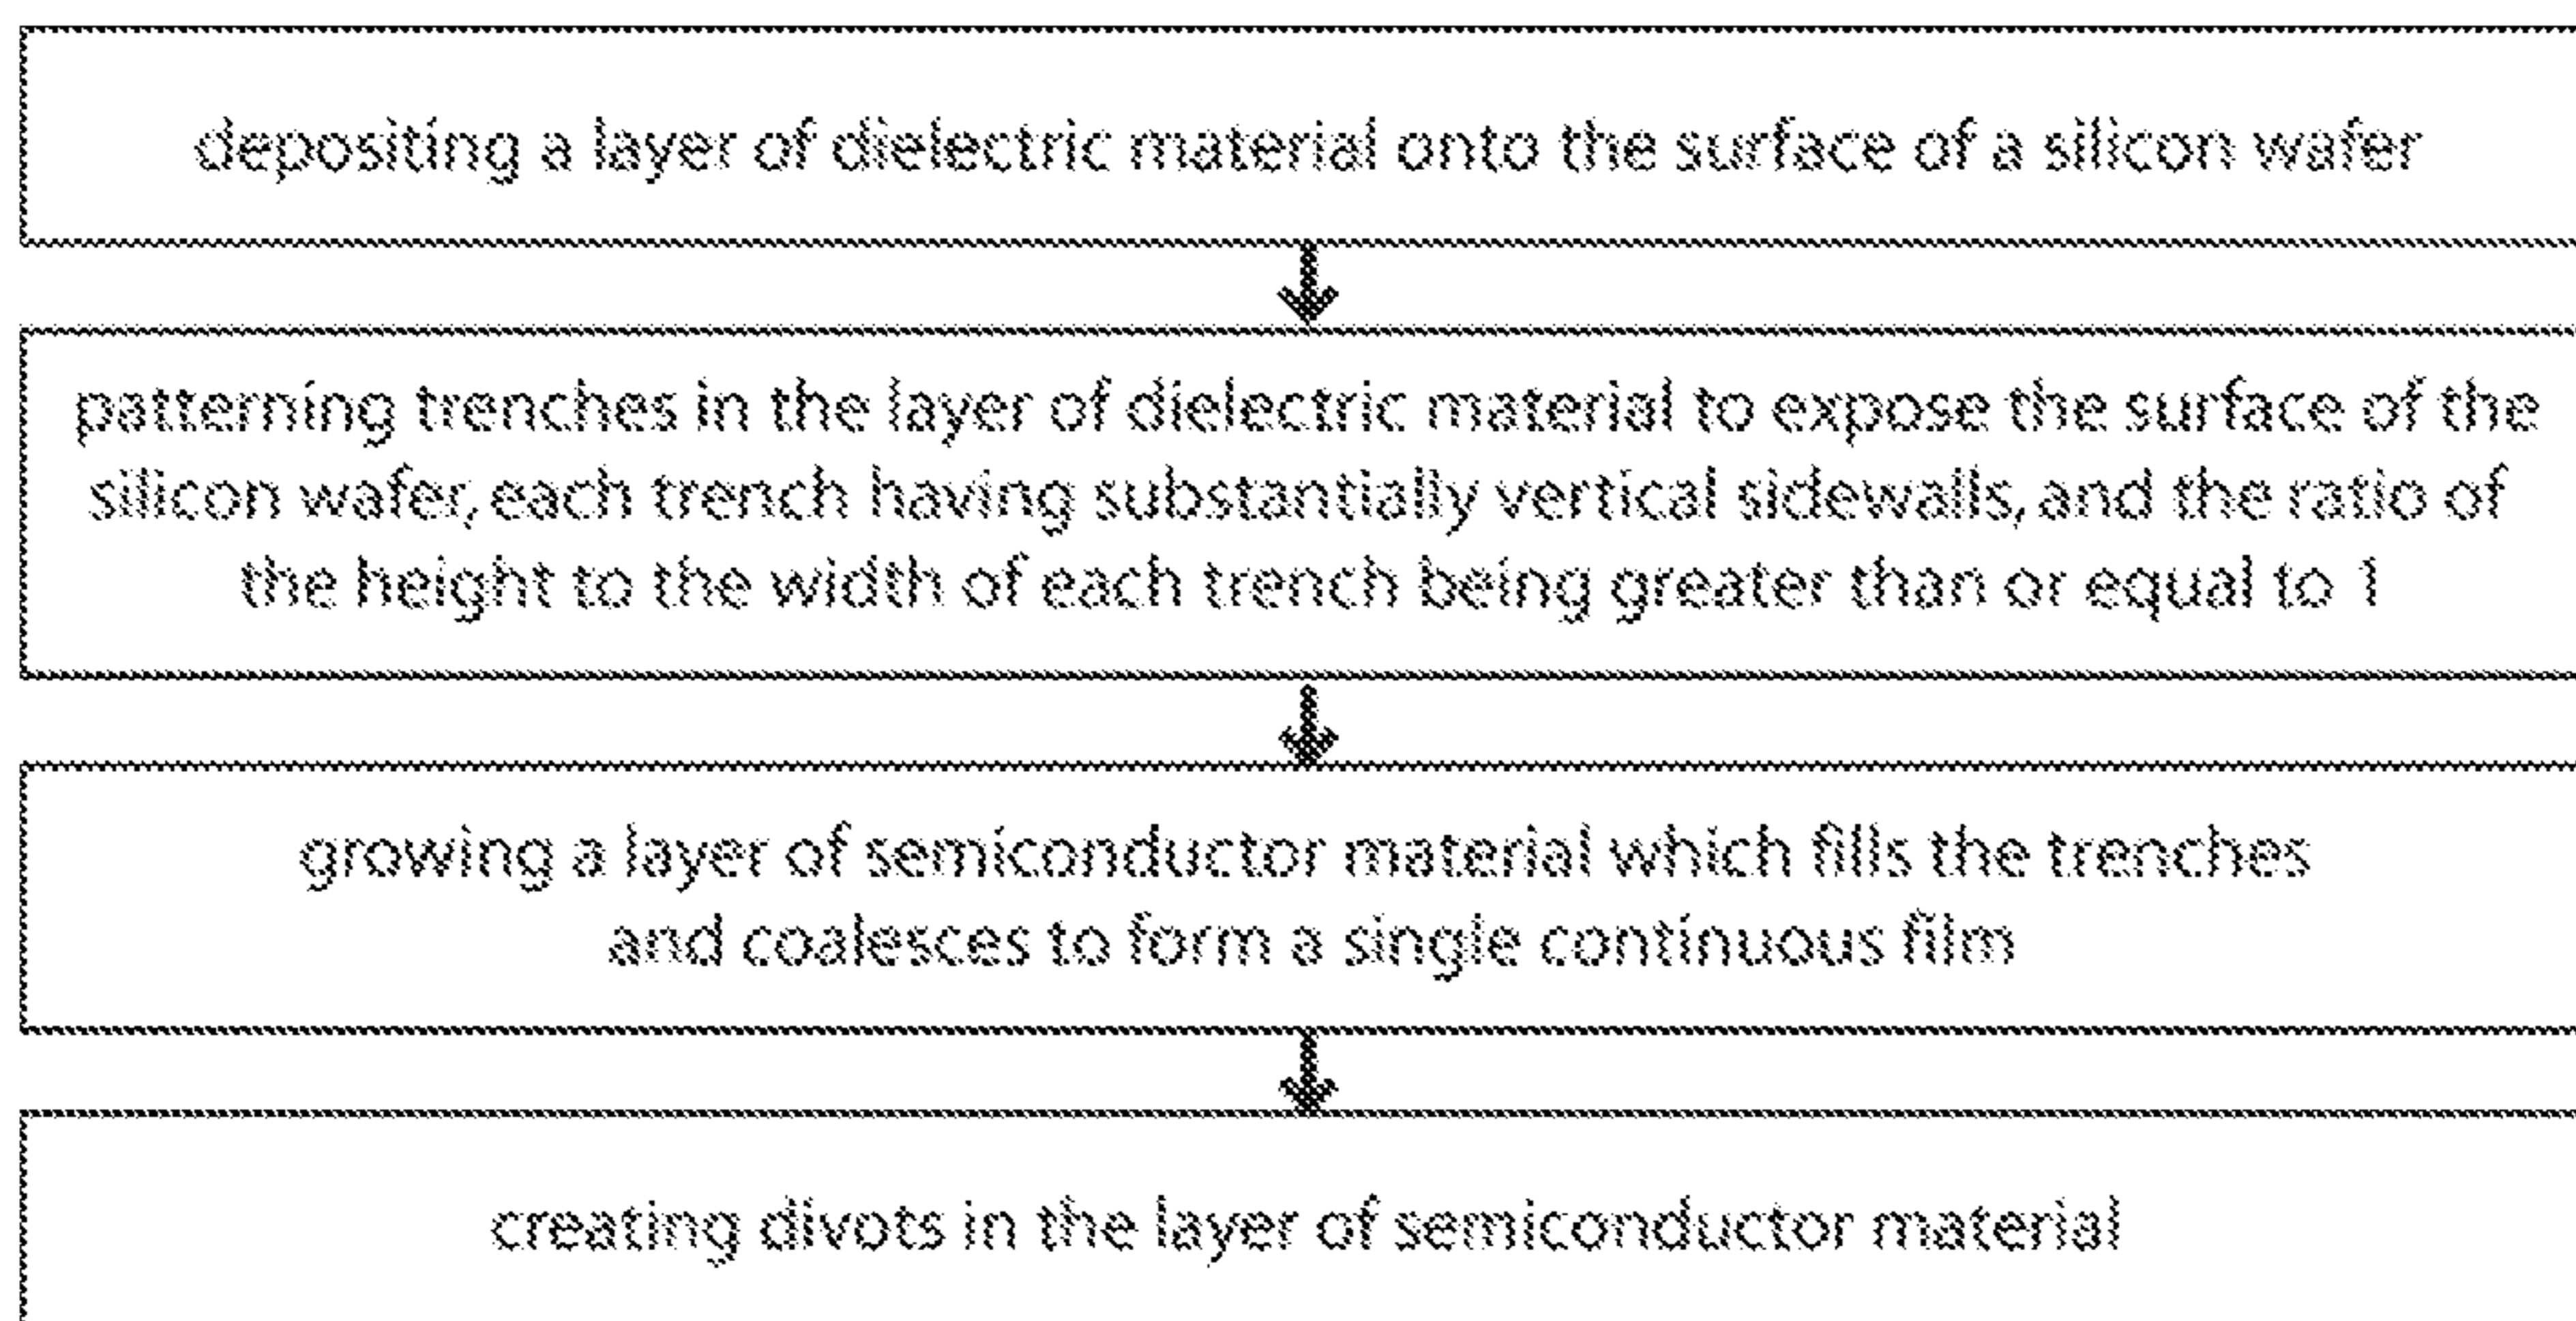 depositing a layer of dielectric material onto the surface of a silicon wafer
patterning trenches in the layer of dielectric material to expose the surface of the
silicon wafer, each trench having substantially vertical sidewalls, and the ratio of
the height to the width of each trench being greater than or equal to 1
growing a layer of semiconductor material which fills the trenches
and coalesces to form a single continuous film
creating divots in the layer of semiconductor material